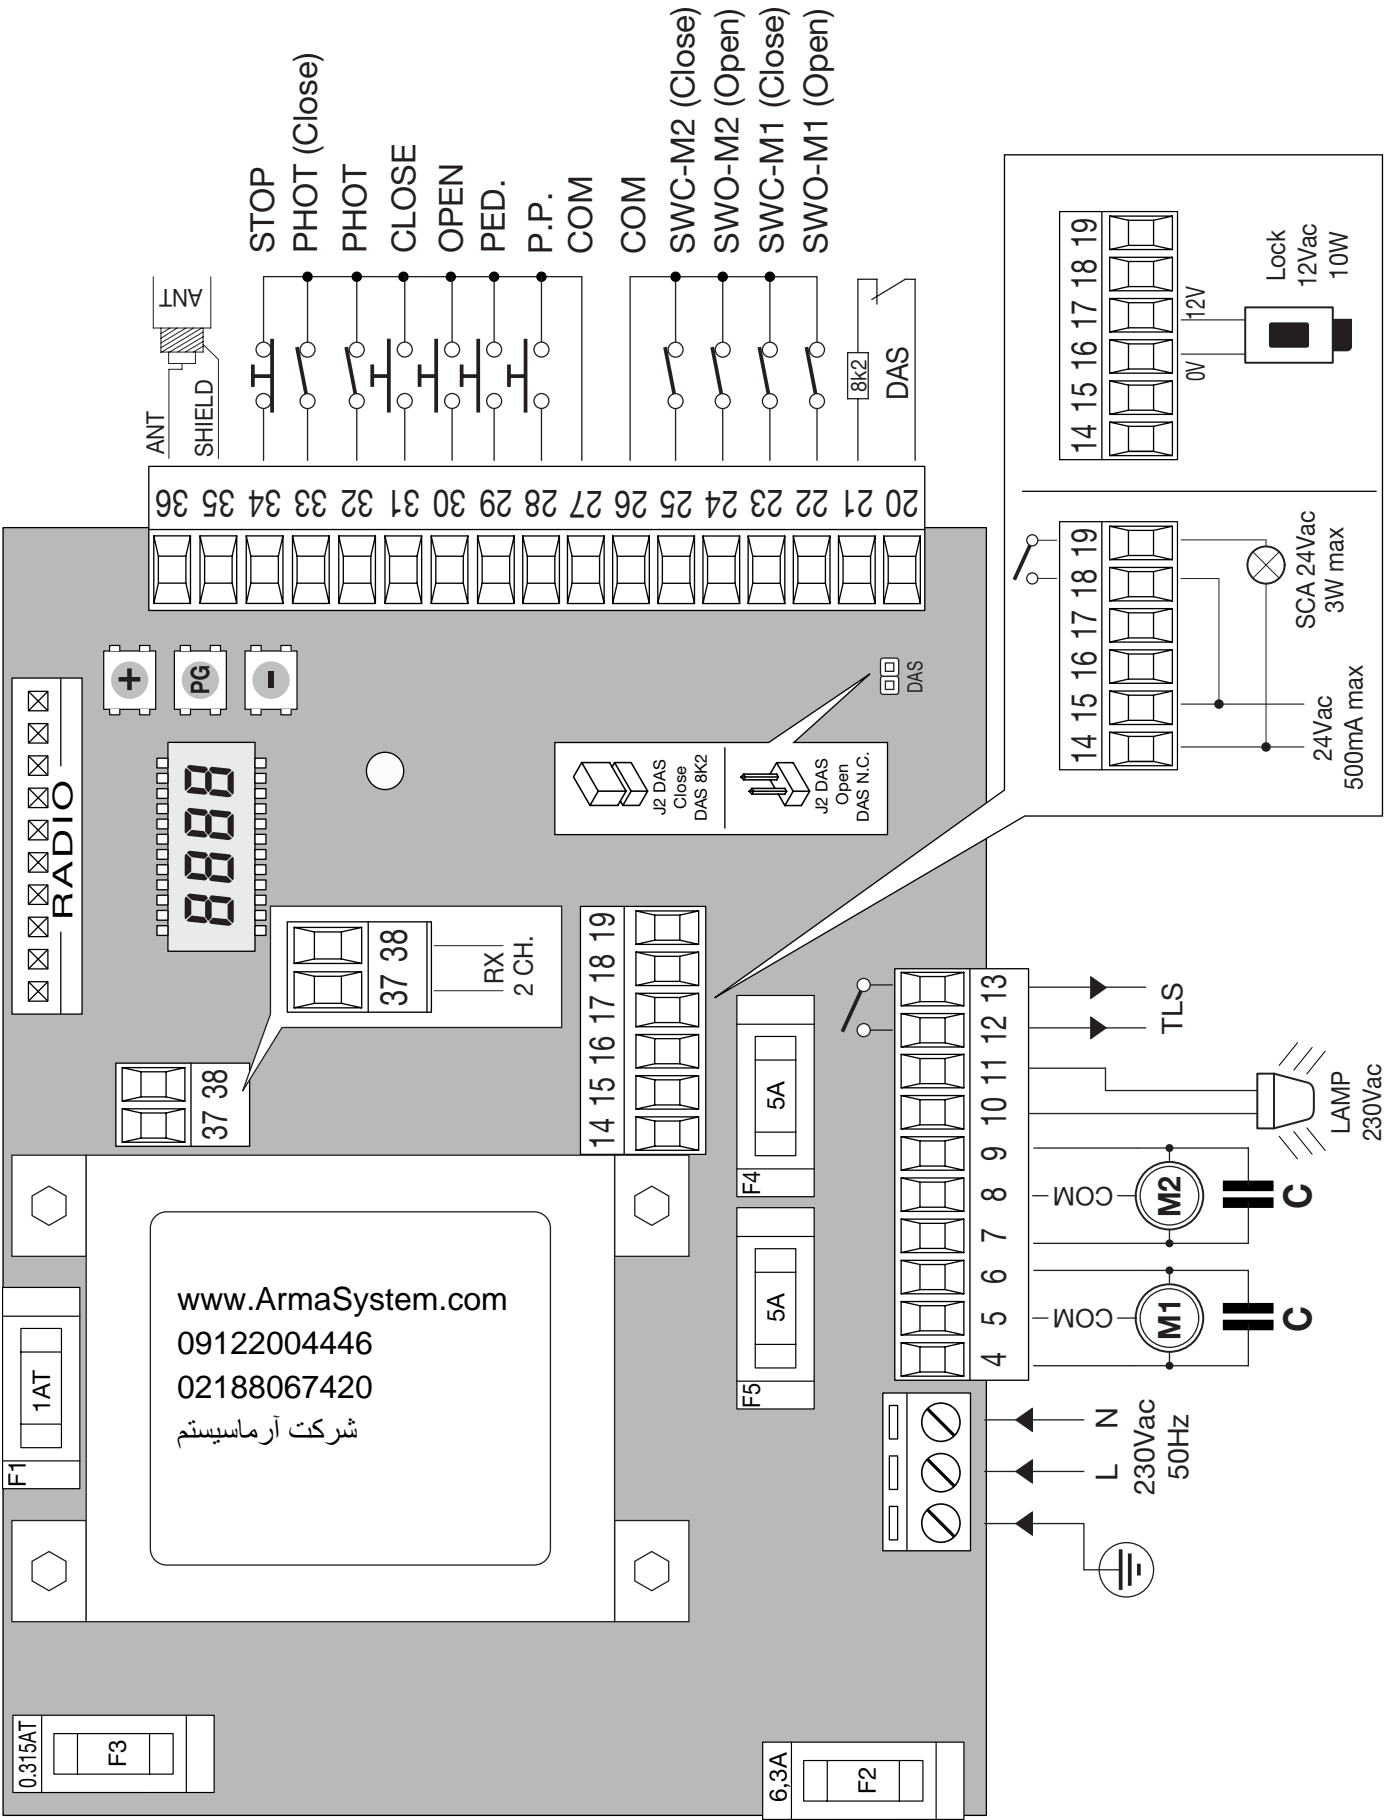 STOP
PHOT (Close)
PHOT
CLOSE
OPEN
PED.
P.P.
COM
COM
SWC-M2 (Close)
SWO-M2 (Open)
SWC-M1 (Close)
SWO-M1 (Open)
ANT
ANT
SHIELD
8k2
DAS
36 35 34 33 32 31 30 29 28 27 26 25 24 23 22 21 20
RADIO
+
PG
-
8888
DAS
J2 DAS
Close
DAS 8K2
J2 DAS
Open
DAS N.C.
37 38
RX
2 CH.
37 38
14 15 16 17 18 19
14 15 16 17 18 19
0V
12V
Lock
12Vac
10W
14 15 16 17 18 19
SCA 24Vac
3W max
24Vac
500mA max
F4
5A
F5
5A
4 5 6 7 8 9 10 11 12 13
TLS
LAMP
230Vac
COM
M2
C
COM
M1
C
L N
230Vac
50Hz
F1
1AT
www.ArmaSystem.com
09122004446
02188067420
شرکت آرماسیستم
0.315AT
F3
6,3A
F2